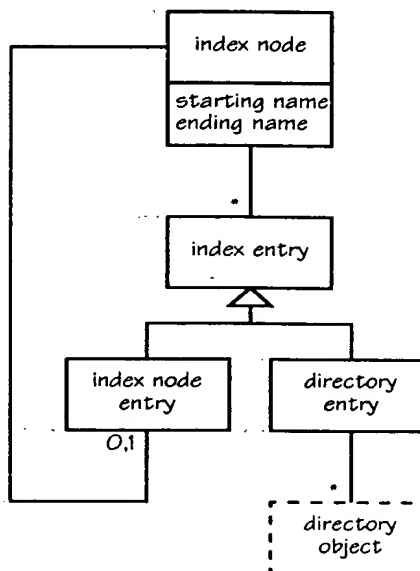 index node
starting name
ending name
*
index entry
index node
entry
0,1
directory
entry
*
directory
object